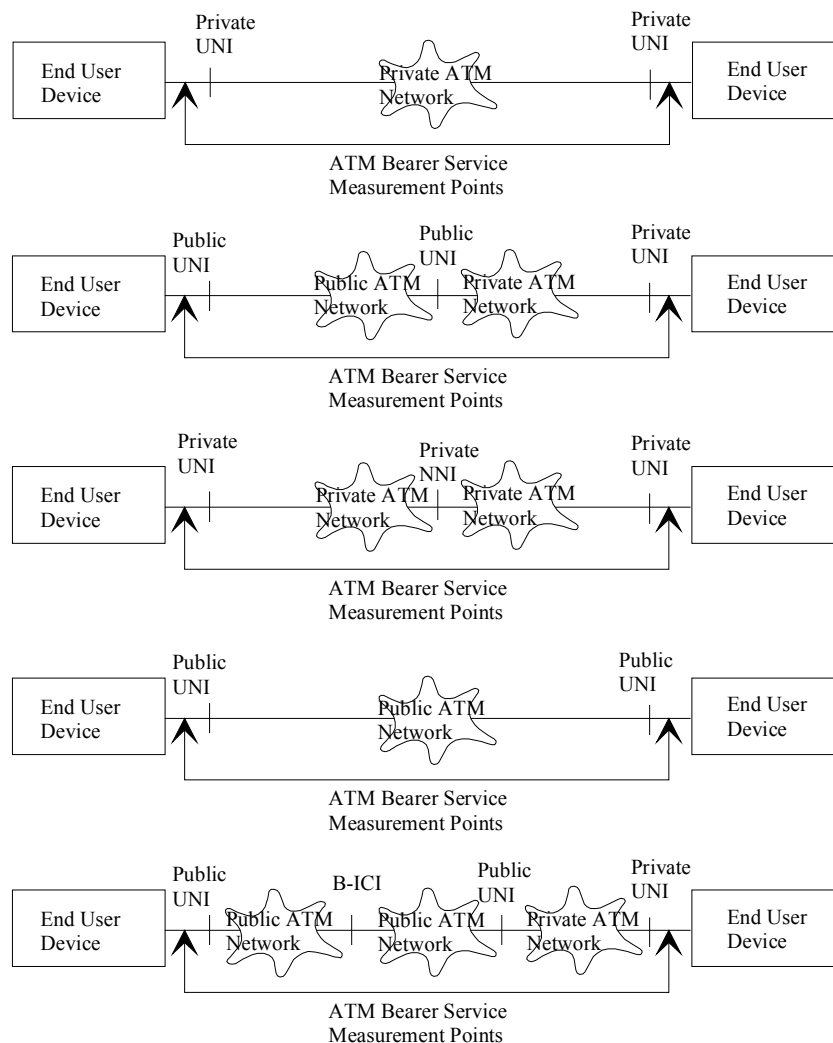 Private
UNI
Private
UNI
End User
Device
Private ATM
Network
End User
Device
ATM Bearer Service
Measurement Points
Public
UNI
Public
UNI
Private
UNI
End User
Device
Public ATM
Network
Private ATM
Network
End User
Device
ATM Bearer Service
Measurement Points
Private
UNI
Private
NNI
Private
UNI
End User
Device
Private ATM
Network
Private ATM
Network
End User
Device
ATM Bearer Service
Measurement Points
Public
UNI
Public
UNI
End User
Device
Public ATM
Network
End User
Device
ATM Bearer Service
Measurement Points
Public
UNI
B-ICI
Public
UNI
Private
UNI
End User
Device
Public ATM
Network
Public ATM
Network
Private ATM
Network
End User
Device
ATM Bearer Service
Measurement Points